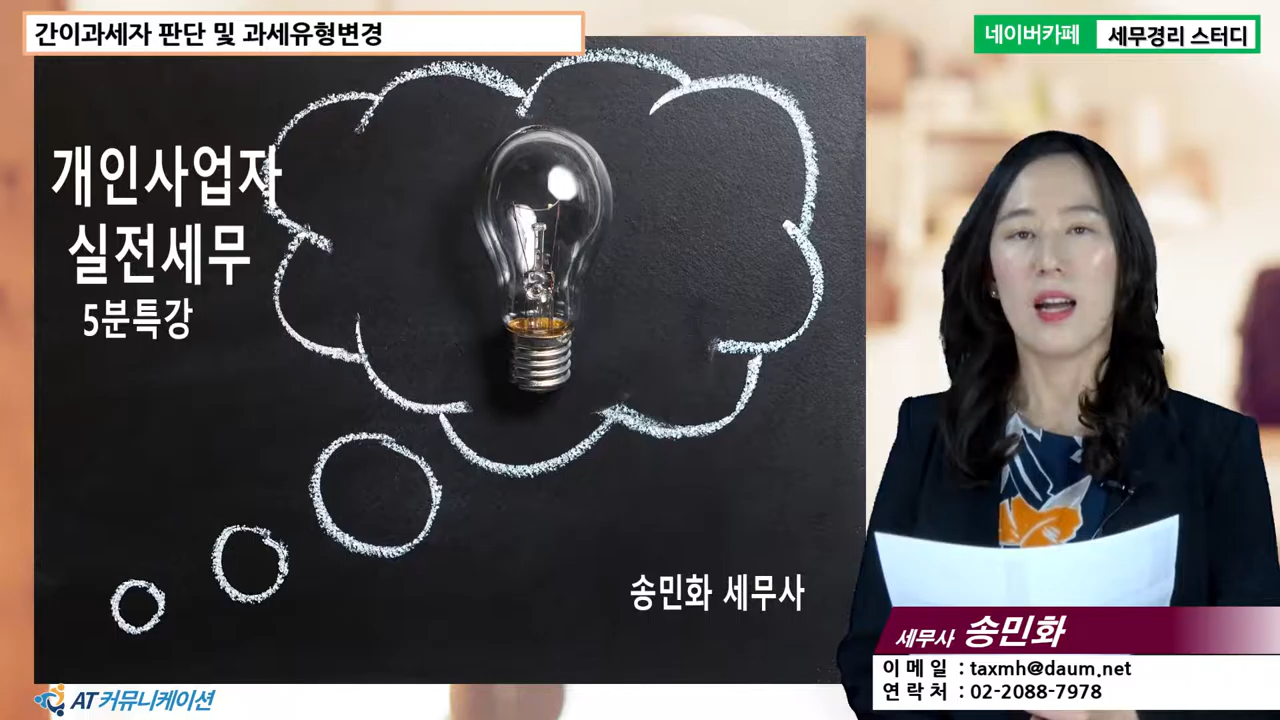 간이과세자 판단 및 과세유형변경
네이버카페 세무경리 스터디
개인사업자
실전세무
5분특강
송민화 세무사
세무사 송민화
이 메 일 : taxmh@daum.net
연 락 처 : 02-2088-7978
AT커뮤니케이션